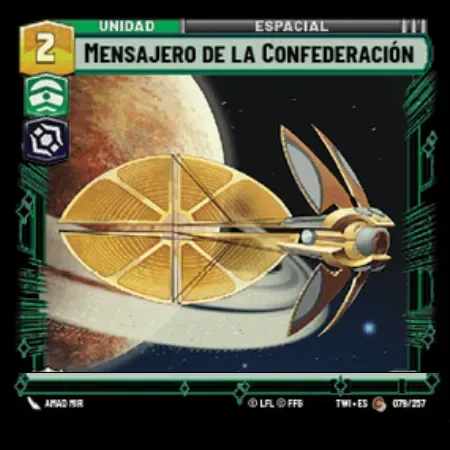 UNIDAD ESPACIAL
2 MENSAJERO DE LA CONFEDERACIÓN
AMAD MIR © LFL © FFG TWI • ES 079/257